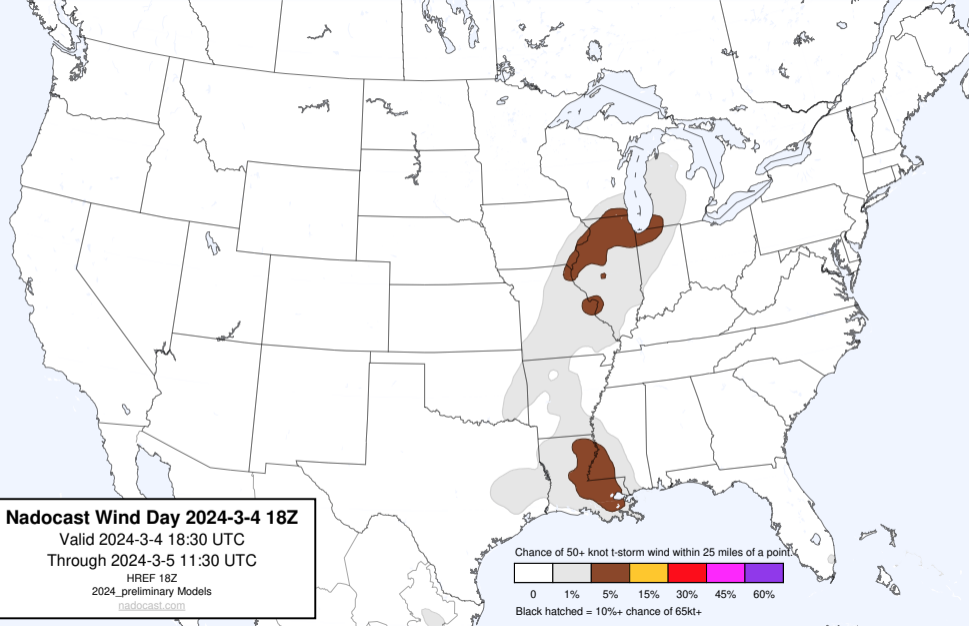 Nadocast Wind Day 2024-3-4 18Z
Valid 2024-3-4 18:30 UTC
Through 2024-3-5 11:30 UTC
HREF 18Z
2024_preliminary Models
nadocast.com
Chance of 50+ knot t-storm wind within 25 miles of a point.
0 1% 5% 15% 30% 45% 60%
Black hatched = 10%+ chance of 65kt+